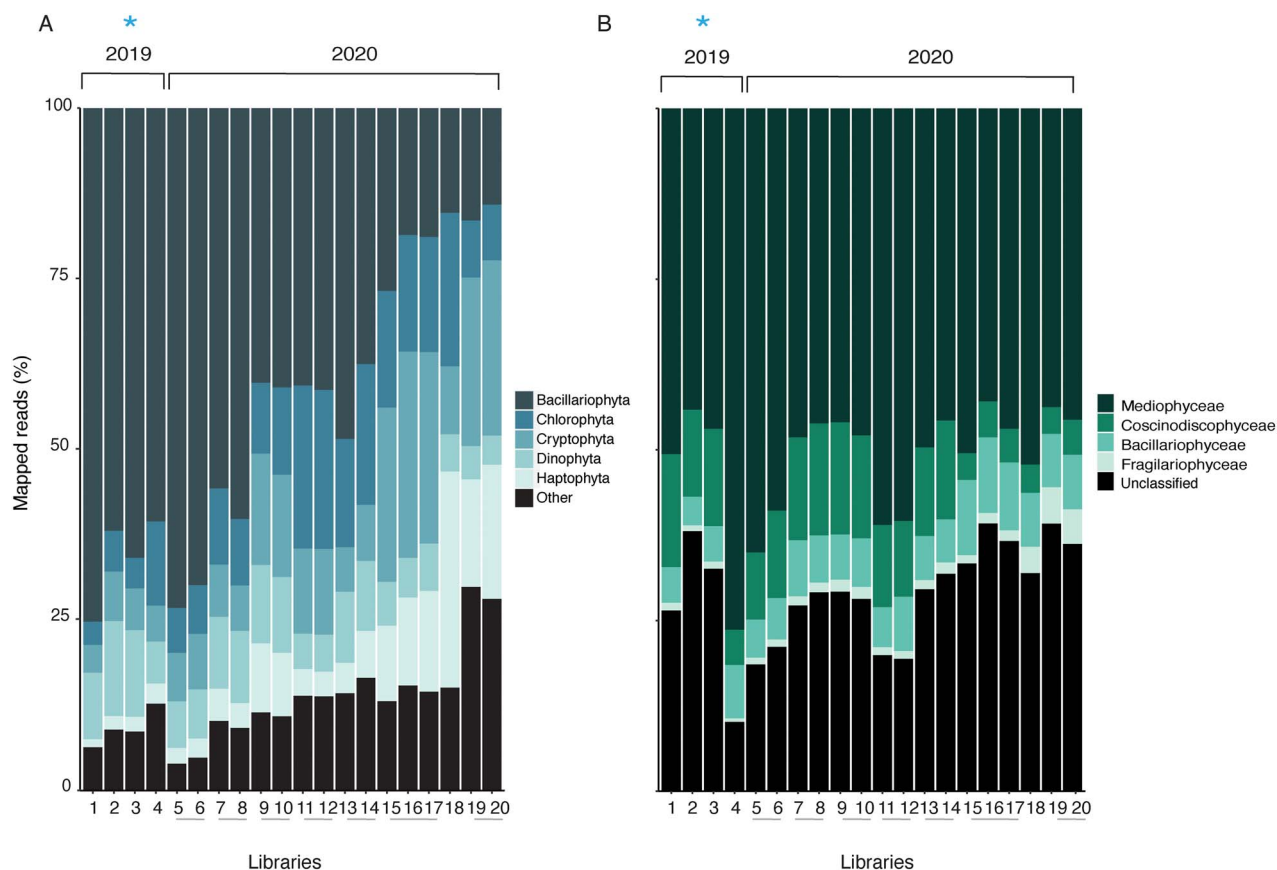 A
*
2019
2020
100
75
50
25
0
Mapped reads (%)
1 2 3 4 5 6 7 8 9 10 11 12 13 14 15 16 17 18 19 20
Libraries
Bacillariophyta
Chlorophyta
Cryptophyta
Dinophyta
Haptophyta
Other
B
*
2019
2020
1 2 3 4 5 6 7 8 9 10 11 12 13 14 15 16 17 18 19 20
Libraries
Mediophyceae
Coscinodiscophyceae
Bacillariophyceae
Fragilariophyceae
Unclassified